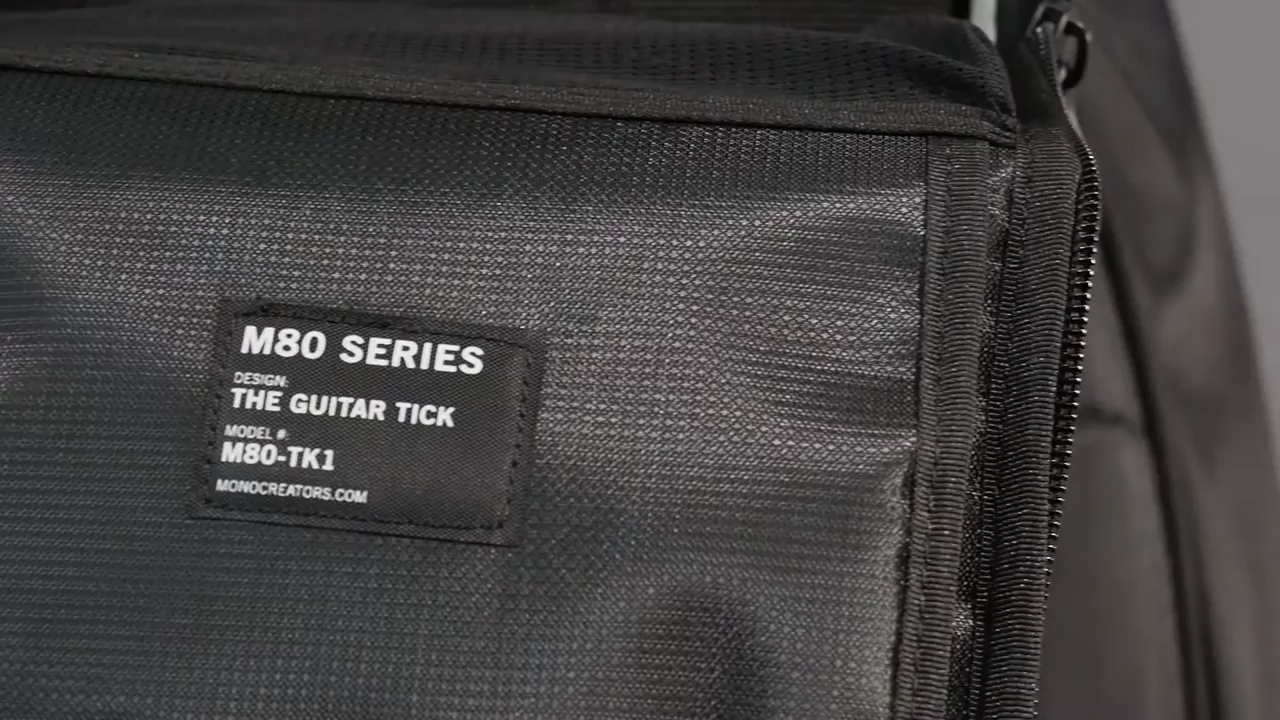 M80 SERIES
DESIGN:
THE GUITAR TICK
MODEL #:
M80-TK1
MONOCREATORS.COM